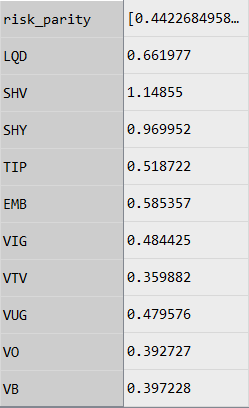 risk_parity [0.4422684958…
LQD 0.661977
SHV 1.14855
SHY 0.969952
TIP 0.518722
EMB 0.585357
VIG 0.484425
VTV 0.359882
VUG 0.479576
VO 0.392727
VB 0.397228